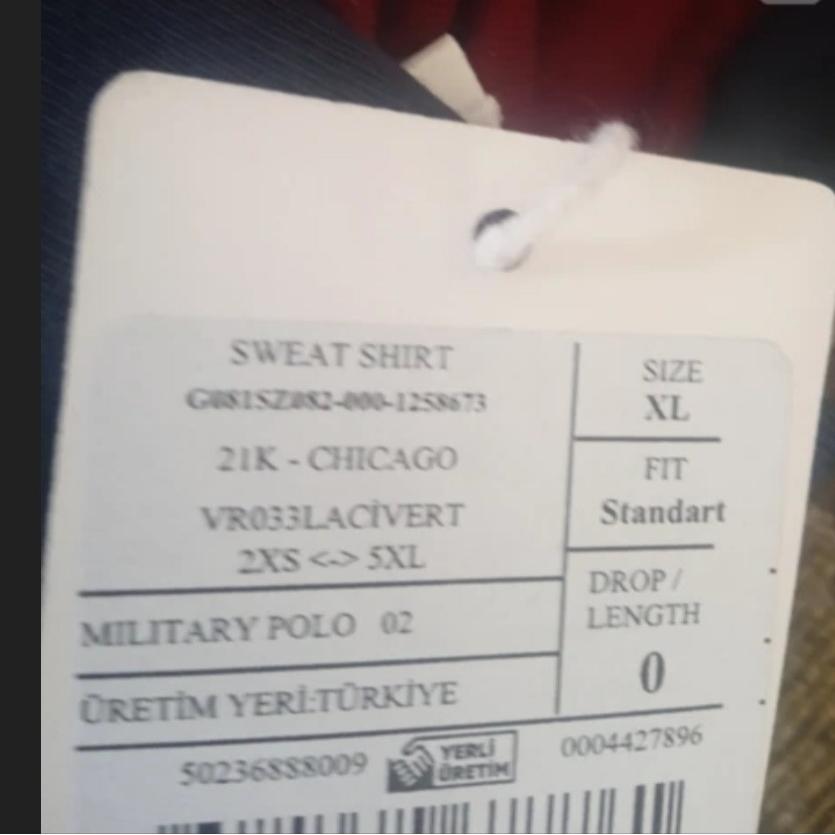 SWEAT SHIRT
G081SZ082-000-1258673
21K - CHICAGO
VR033LACİVERT
2XS <-> 5XL
SIZE
XL
FIT
Standart
DROP /
LENGTH
0
MILITARY POLO 02
ÜRETİM YERİ:TÜRKİYE
50236888009
YERLİ
ÜRETİM
0004427896